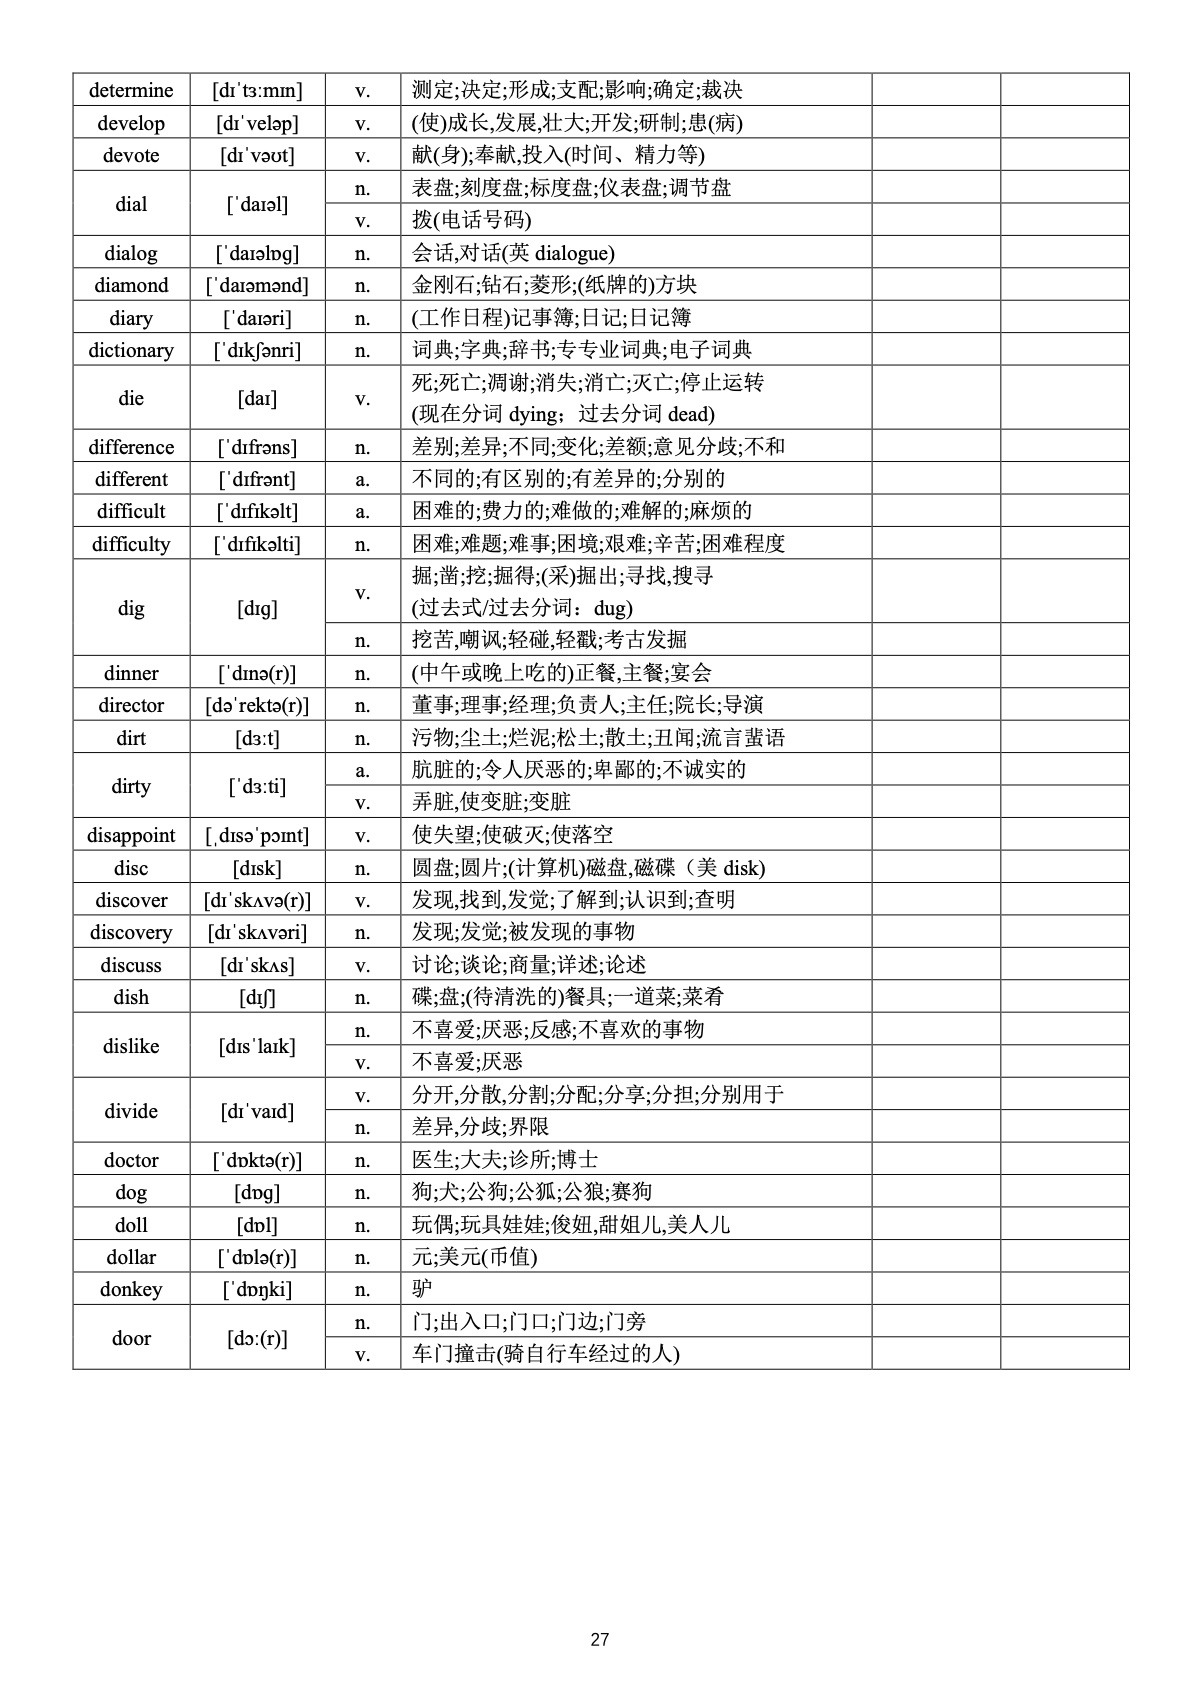 determine [dɪˈtɜːmɪn] v. 测定;决定;形成;支配;影响;确定;裁决
develop [dɪˈveləp] v. (使)成长,发展,壮大;开发;研制;患(病)
devote [dɪˈvəʊt] v. 献(身);奉献,投入(时间、精力等)
dial [ˈdaɪəl] n. 表盘;刻度盘;标度盘;仪表盘;调节盘
v. 拨(电话号码)
dialog [ˈdaɪəlɒɡ] n. 会话,对话(英 dialogue)
diamond [ˈdaɪəmənd] n. 金刚石;钻石;菱形;(纸牌的)方块
diary [ˈdaɪəri] n. (工作日程)记事簿;日记;日记簿
dictionary [ˈdɪkʃənri] n. 词典;字典;辞书;专专业词典;电子词典
die [daɪ] v. 死;死亡;凋谢;消失;消亡;灭亡;停止运转
(现在分词 dying；过去分词 dead)
difference [ˈdɪfrəns] n. 差别;差异;不同;变化;差额;意见分歧;不和
different [ˈdɪfrənt] a. 不同的;有区别的;有差异的;分别的
difficult [ˈdɪfɪkəlt] a. 困难的;费力的;难做的;难解的;麻烦的
difficulty [ˈdɪfɪkəlti] n. 困难;难题;难事;困境;艰难;辛苦;困难程度
dig [dɪɡ] v. 掘;凿;挖;掘得;(采)掘出;寻找,搜寻
(过去式/过去分词：dug)
n. 挖苦,嘲讽;轻碰,轻戳;考古发掘
dinner [ˈdɪnə(r)] n. (中午或晚上吃的)正餐,主餐;宴会
director [dəˈrektə(r)] n. 董事;理事;经理;负责人;主任;院长;导演
dirt [dɜːt] n. 污物;尘土;烂泥;松土;散土;丑闻;流言蜚语
dirty [ˈdɜːti] a. 肮脏的;令人厌恶的;卑鄙的;不诚实的
v. 弄脏,使变脏;变脏
disappoint [ˌdɪsəˈpɔɪnt] v. 使失望;使破灭;使落空
disc [dɪsk] n. 圆盘;圆片;(计算机)磁盘,磁碟（美 disk)
discover [dɪˈskʌvə(r)] v. 发现,找到,发觉;了解到;认识到;查明
discovery [dɪˈskʌvəri] n. 发现;发觉;被发现的事物
discuss [dɪˈskʌs] v. 讨论;谈论;商量;详述;论述
dish [dɪʃ] n. 碟;盘;(待清洗的)餐具;一道菜;菜肴
dislike [dɪsˈlaɪk] n. 不喜爱;厌恶;反感;不喜欢的事物
v. 不喜爱;厌恶
divide [dɪˈvaɪd] v. 分开,分散,分割;分配;分享;分担;分别用于
n. 差异,分歧;界限
doctor [ˈdɒktə(r)] n. 医生;大夫;诊所;博士
dog [dɒɡ] n. 狗;犬;公狗;公狐;公狼;赛狗
doll [dɒl] n. 玩偶;玩具娃娃;俊妞,甜姐儿,美人儿
dollar [ˈdɒlə(r)] n. 元;美元(币值)
donkey [ˈdɒŋki] n. 驴
door [dɔː(r)] n. 门;出入口;门口;门边;门旁
v. 车门撞击(骑自行车经过的人)
27